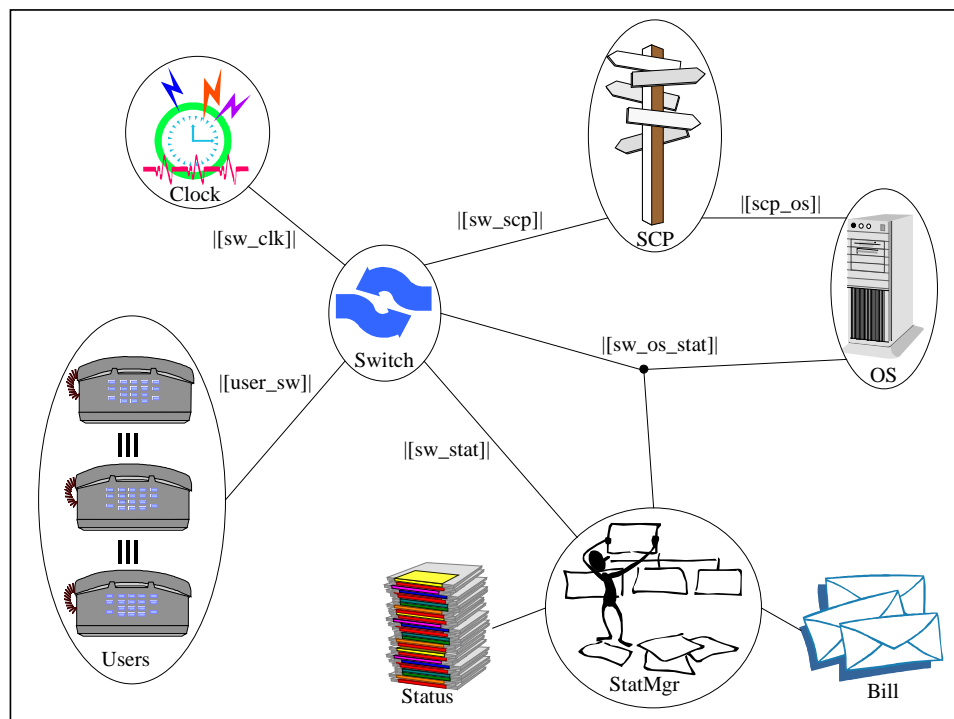 Clock
|[sw_clk]|
|[sw_scp]|
SCP
|[scp_os]|
OS
Switch
|[sw_os_stat]|
|[user_sw]|
|[sw_stat]|
Users
Status
StatMgr
Bill